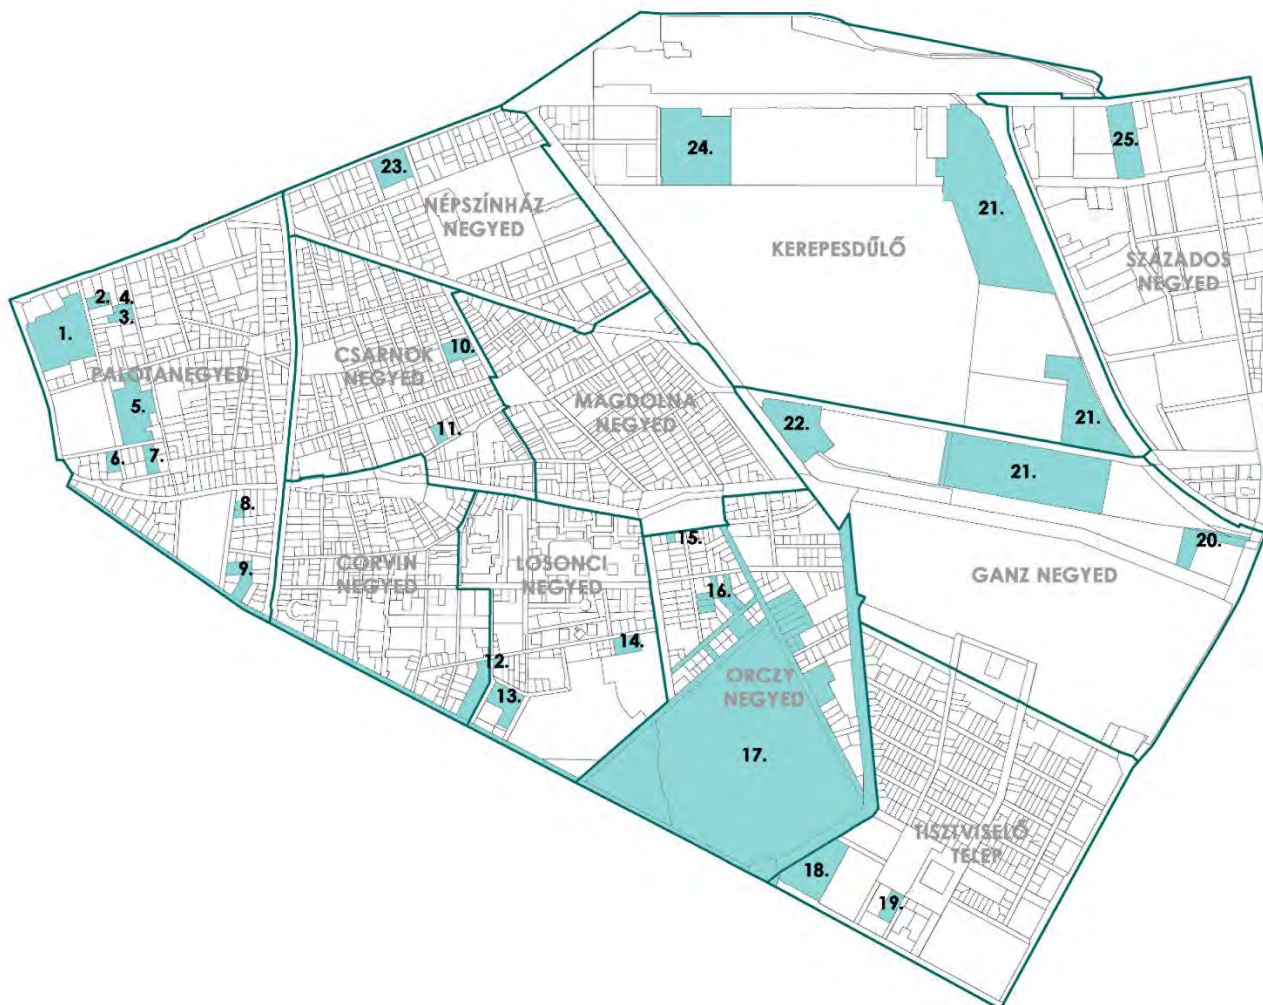 24.
25.
23.
21.
NÉPSZÍNHÁZ
NEGYED
KEREPESDŰLŐ
SZÁZADOS
NEGYED
2.
4.
3.
1.
10.
CSARNOK
NEGYED
PALOTANEGYED
MAGDOLNA
NEGYED
5.
22.
21.
11.
6.
7.
21.
8.
15.
20.
9.
CORVIN
NEGYED
LOSONCI
NEGYED
GANZ NEGYED
16.
14.
12.
13.
ORCZY
NEGYED
17.
TISZTVISELŐ
TELEP
18.
19.